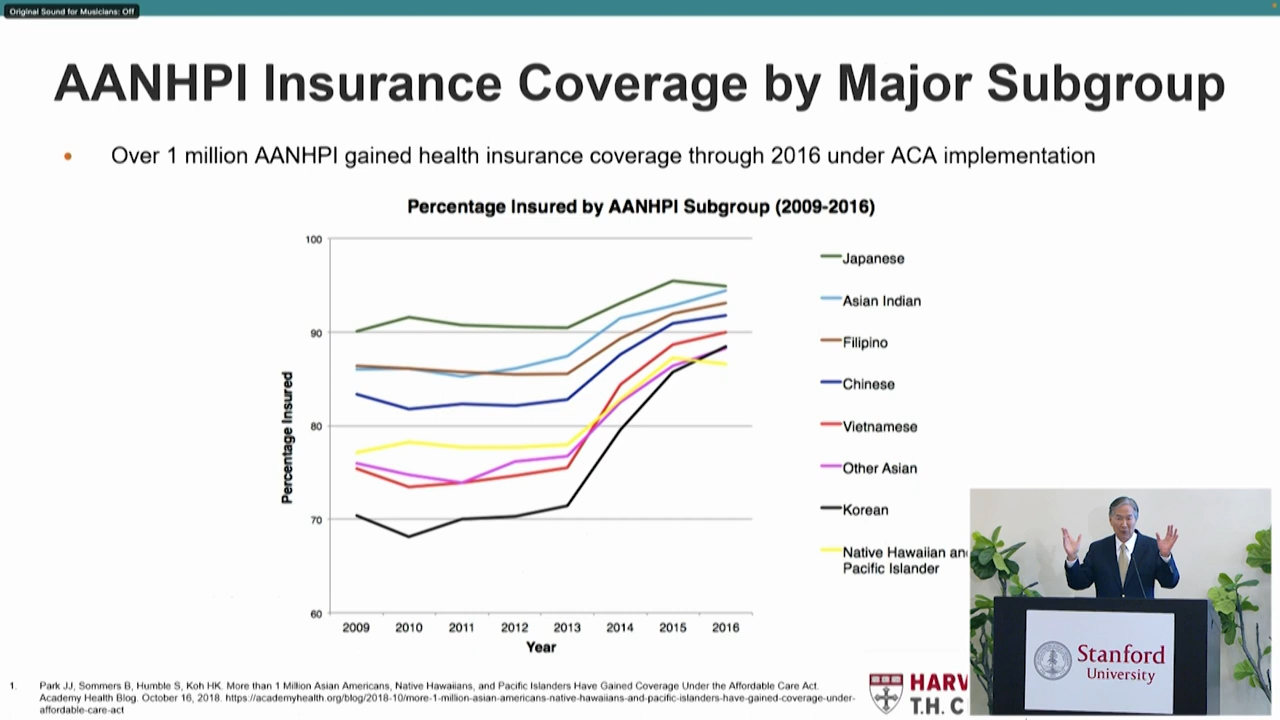 Original Sound for Musicians: Off
AANHPI Insurance Coverage by Major Subgroup
• Over 1 million AANHPI gained health insurance coverage through 2016 under ACA implementation
Percentage Insured by AANHPI Subgroup (2009-2016)
100
90
80
70
60
Percentage Insured
2009 2010 2011 2012 2013 2014 2015 2016
Year
Japanese
Asian Indian
Filipino
Chinese
Vietnamese
Other Asian
Korean
Native Hawaiian and
Pacific Islander
1. Park JJ, Sommers B, Humble S, Koh HK. More than 1 Million Asian Americans, Native Hawaiians, and Pacific Islanders Have Gained Coverage Under the Affordable Care Act.
Academy Health Blog. October 16, 2018. https://academyhealth.org/blog/2018-10/more-1-million-asian-americans-native-hawaiians-and-pacific-islanders-have-gained-coverage-under-
affordable-care-act
HARV
T.H. C
Stanford
University